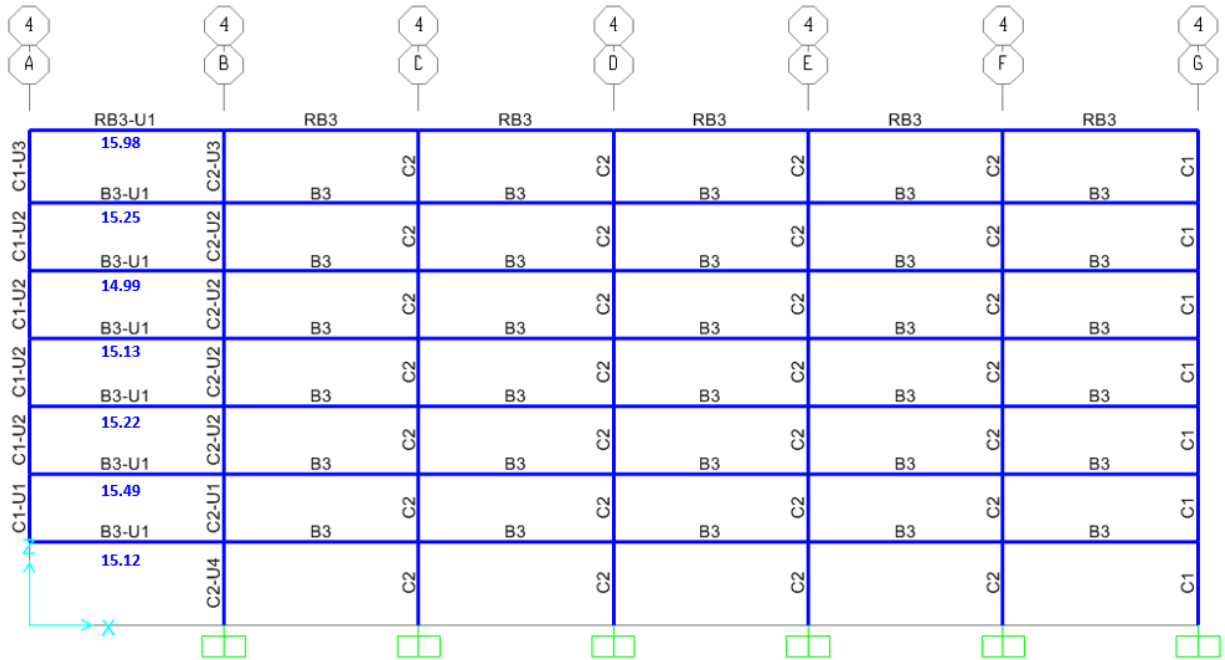 4 4 4 4 4 4 4
A B C D E F G
RB3-U1 RB3 RB3 RB3 RB3 RB3
15.98
C1-U3 C2-U3 C2 C2 C2 C2 C1
B3-U1 B3 B3 B3 B3 B3
15.25
C1-U2 C2-U2 C2 C2 C2 C2 C1
B3-U1 B3 B3 B3 B3 B3
14.99
C1-U2 C2-U2 C2 C2 C2 C2 C1
B3-U1 B3 B3 B3 B3 B3
15.13
C1-U2 C2-U2 C2 C2 C2 C2 C1
B3-U1 B3 B3 B3 B3 B3
15.22
C1-U2 C2-U2 C2 C2 C2 C2 C1
B3-U1 B3 B3 B3 B3 B3
15.49
C1-U1 C2-U1 C2 C2 C2 C2 C1
B3-U1 B3 B3 B3 B3 B3
Z
15.12
C2-U4 C2 C2 C2 C2 C1
X